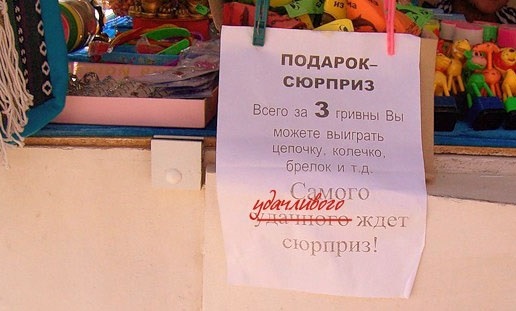 ПОДАРОК–
СЮРПРИЗ
Всего за 3 гривны Вы
можете выиграть
цепочку, колечко,
брелок и т.д.
Самого
удачливого
удачного ждет
сюрприз!